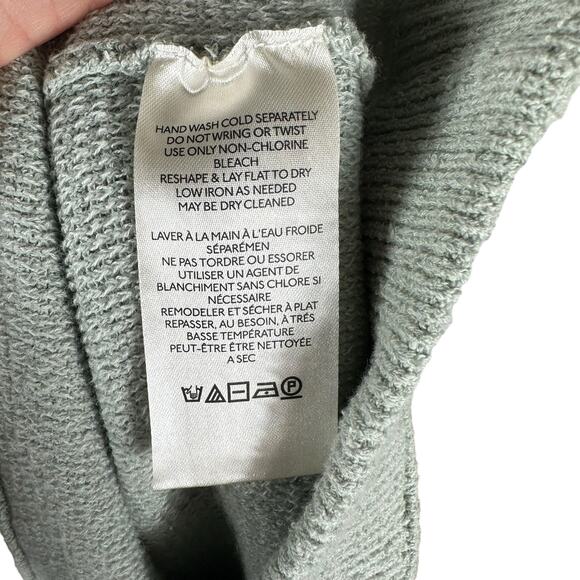 HAND WASH COLD SEPARATELY
DO NOT WRING OR TWIST
USE ONLY NON-CHLORINE
BLEACH
RESHAPE & LAY FLAT TO DRY
LOW IRON AS NEEDED
MAY BE DRY CLEANED
LAVER À LA MAIN À L'EAU FROIDE
SÉPARÉMEN
NE PAS TORDRE OU ESSORER
UTILISER UN AGENT DE
BLANCHIMENT SANS CHLORE SI
NÉCESSAIRE
REMODELER ET SÉCHER À PLAT
REPASSER, AU BESOIN, À TRÉS
BASSE TEMPÉRATURE
PEUT-ÊTRE ÊTRE NETTOYÉE
A SEC
P